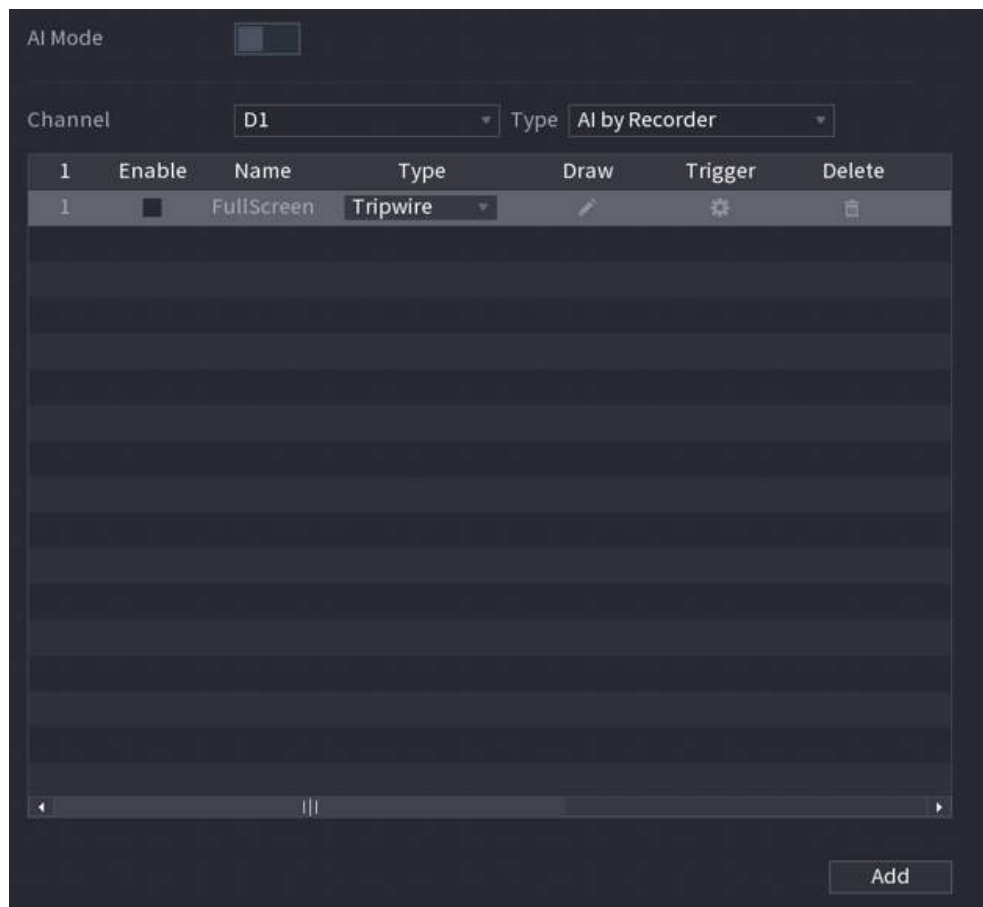 AI Mode
Channel D1 Type AI by Recorder
1 Enable Name Type Draw Trigger Delete
1 FullScreen Tripwire
Add